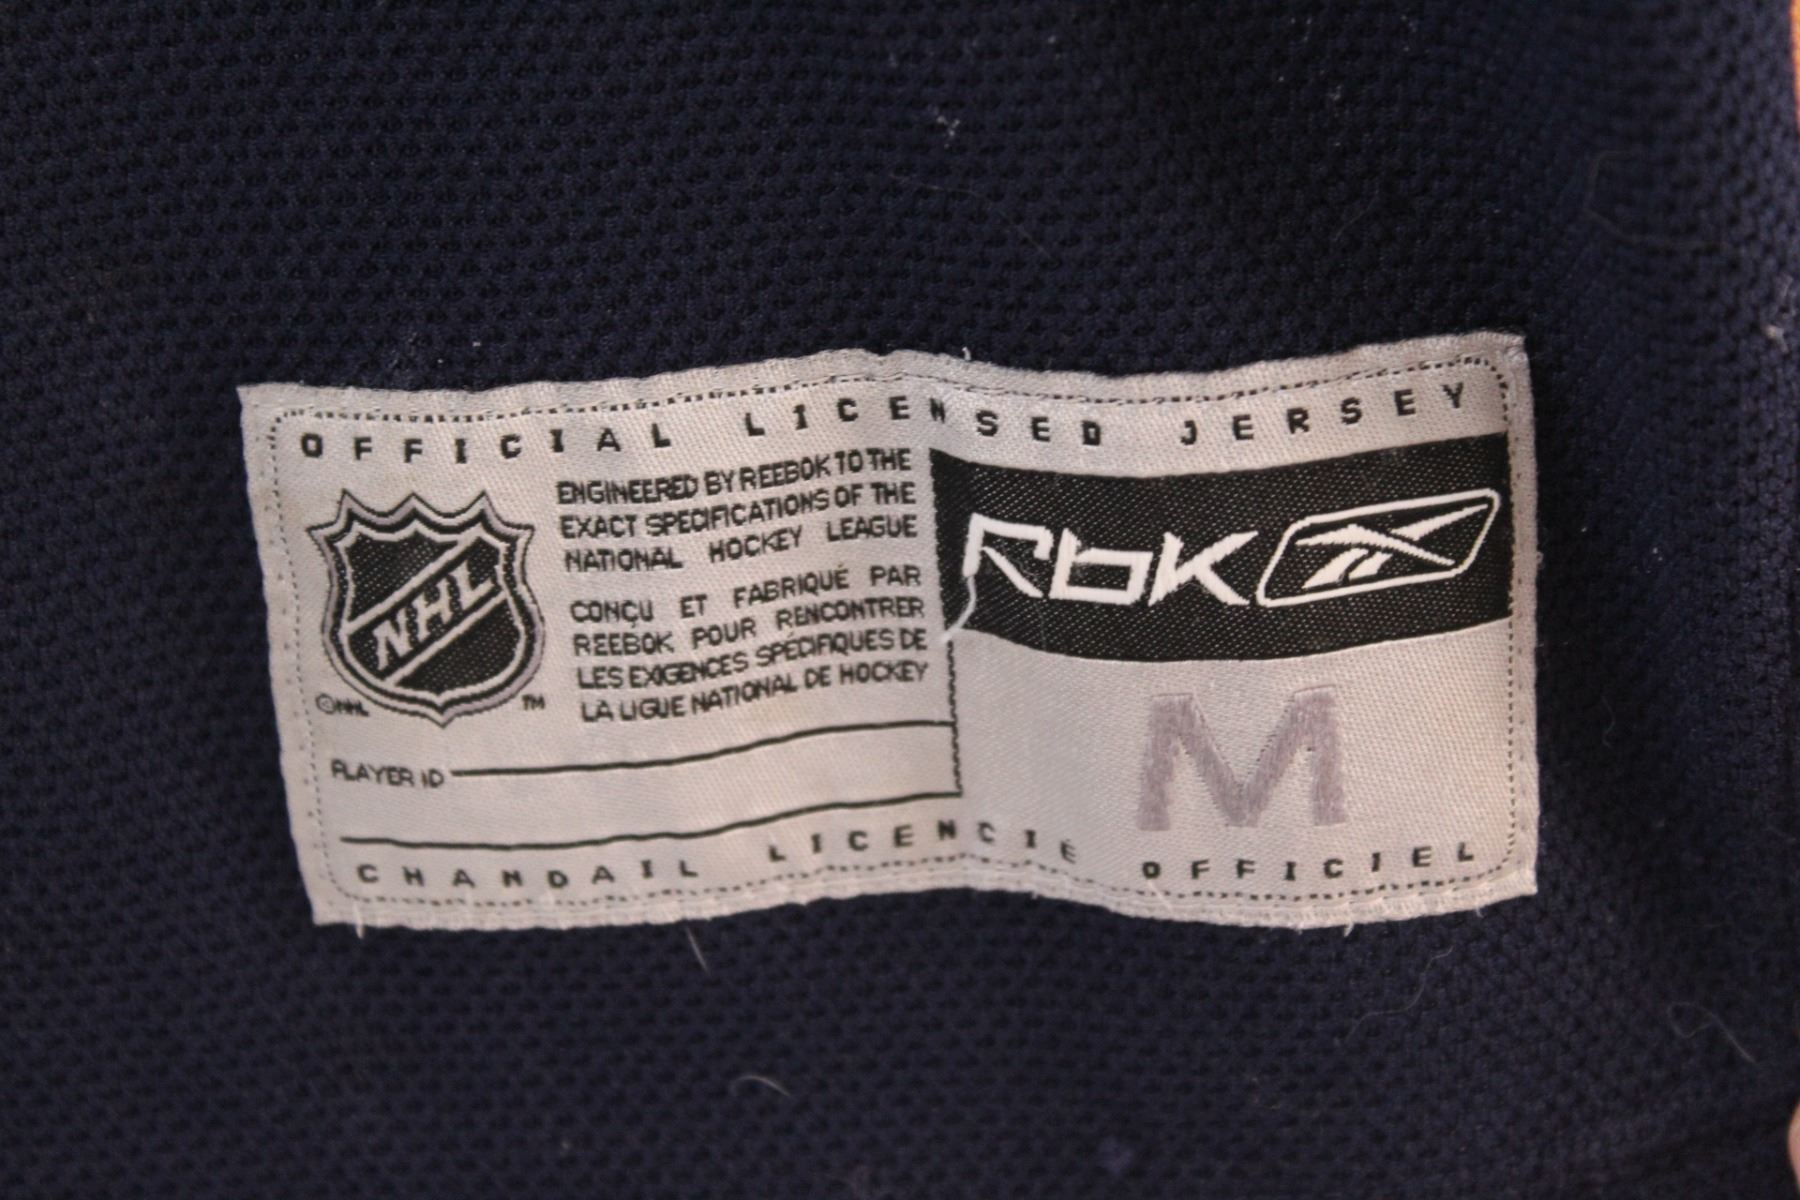 OFFICIAL LICENSED JERSEY
NHL
©NHL
TM
ENGINEERED BY REEBOK TO THE
EXACT SPECIFICATIONS OF THE
NATIONAL HOCKEY LEAGUE
CONÇU ET FABRIQUÉ PAR
REEBOK POUR RENCONTRER
LES EXIGENCES SPÉCIFIQUES DE
LA LIGUE NATIONAL DE HOCKEY
RbK
M
PLAYER ID
CHANDAIL LICENCIÉ OFFICIEL